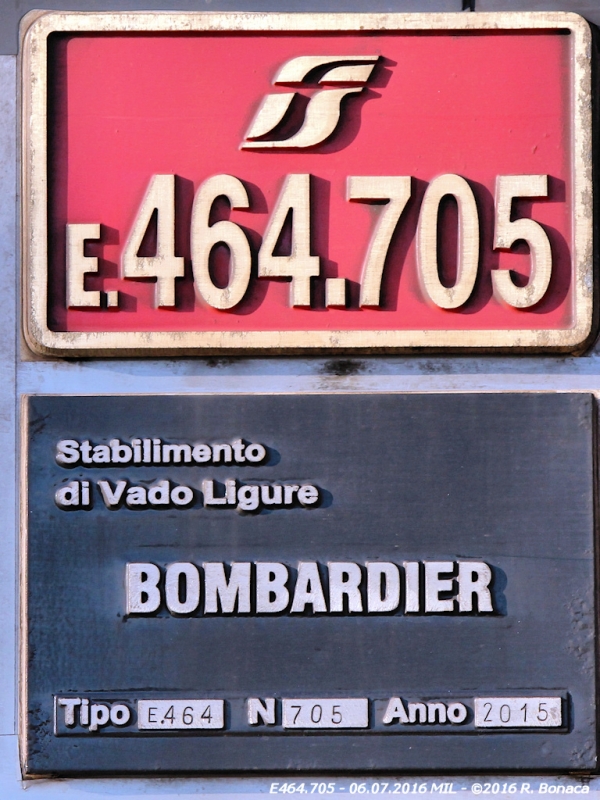 E.464.705
Stabilimento
di Vado Ligure
BOMBARDIER
Tipo E.464 N 705 Anno 2015
E464.705 - 06.07.2016 MIL - ©2016 R. Bonaca